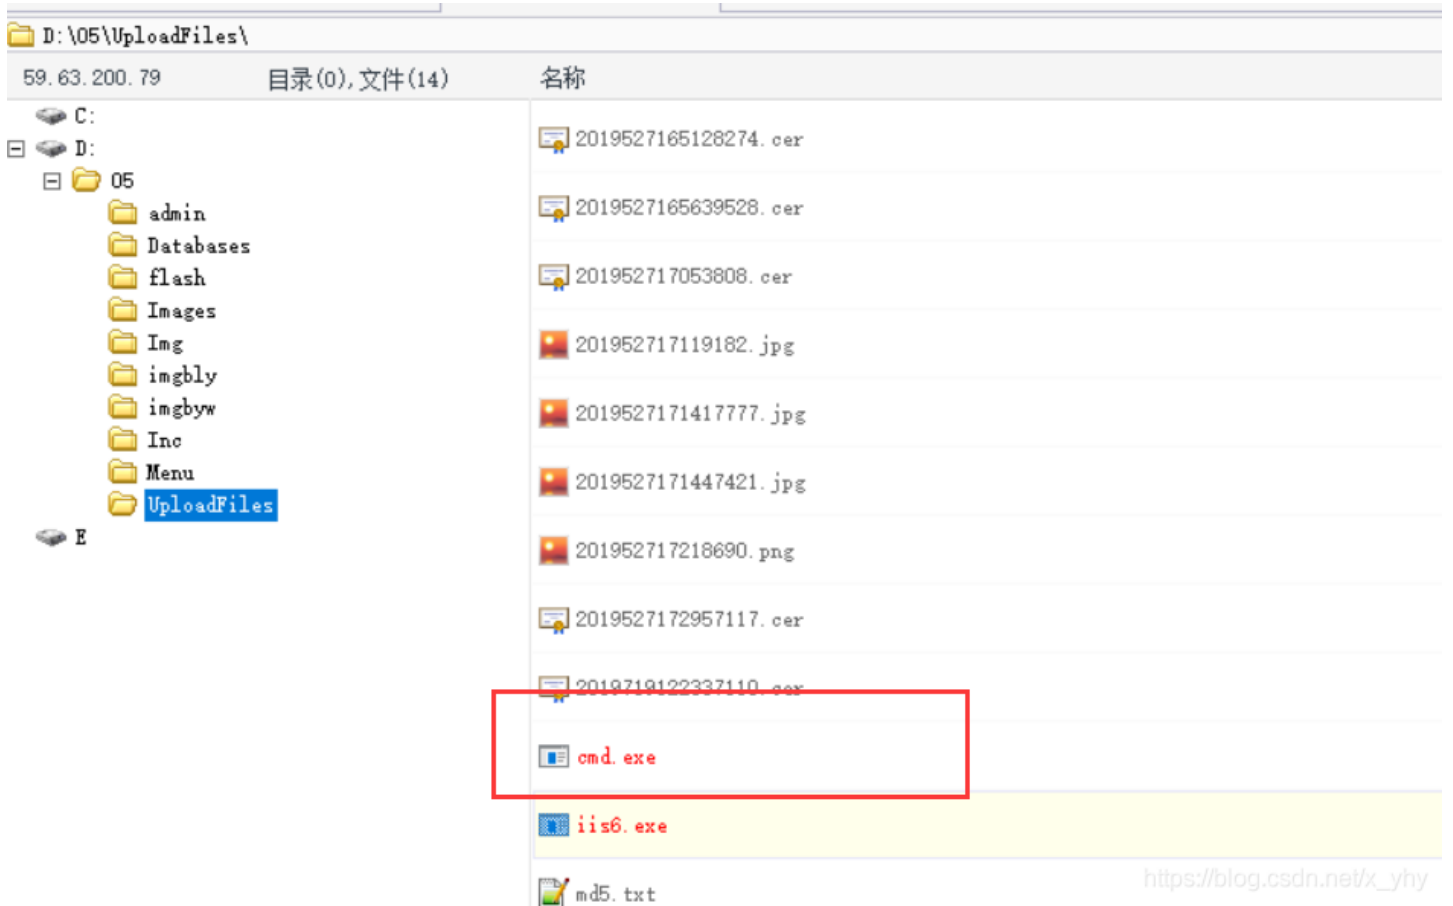 D:\05\UploadFiles\
59.63.200.79 目录(0),文件(14) 名称
C:
D:
05
admin
Databases
flash
Images
Img
imgbly
imgbyw
Inc
Menu
UploadFiles
E
2019527165128274.cer
2019527165639528.cer
201952717053808.cer
201952717119182.jpg
2019527171417777.jpg
2019527171447421.jpg
201952717218690.png
2019527172957117.cer
2019719122337110.cer
cmd.exe
iis6.exe
md5.txt
https://blog.csdn.net/x_yhy